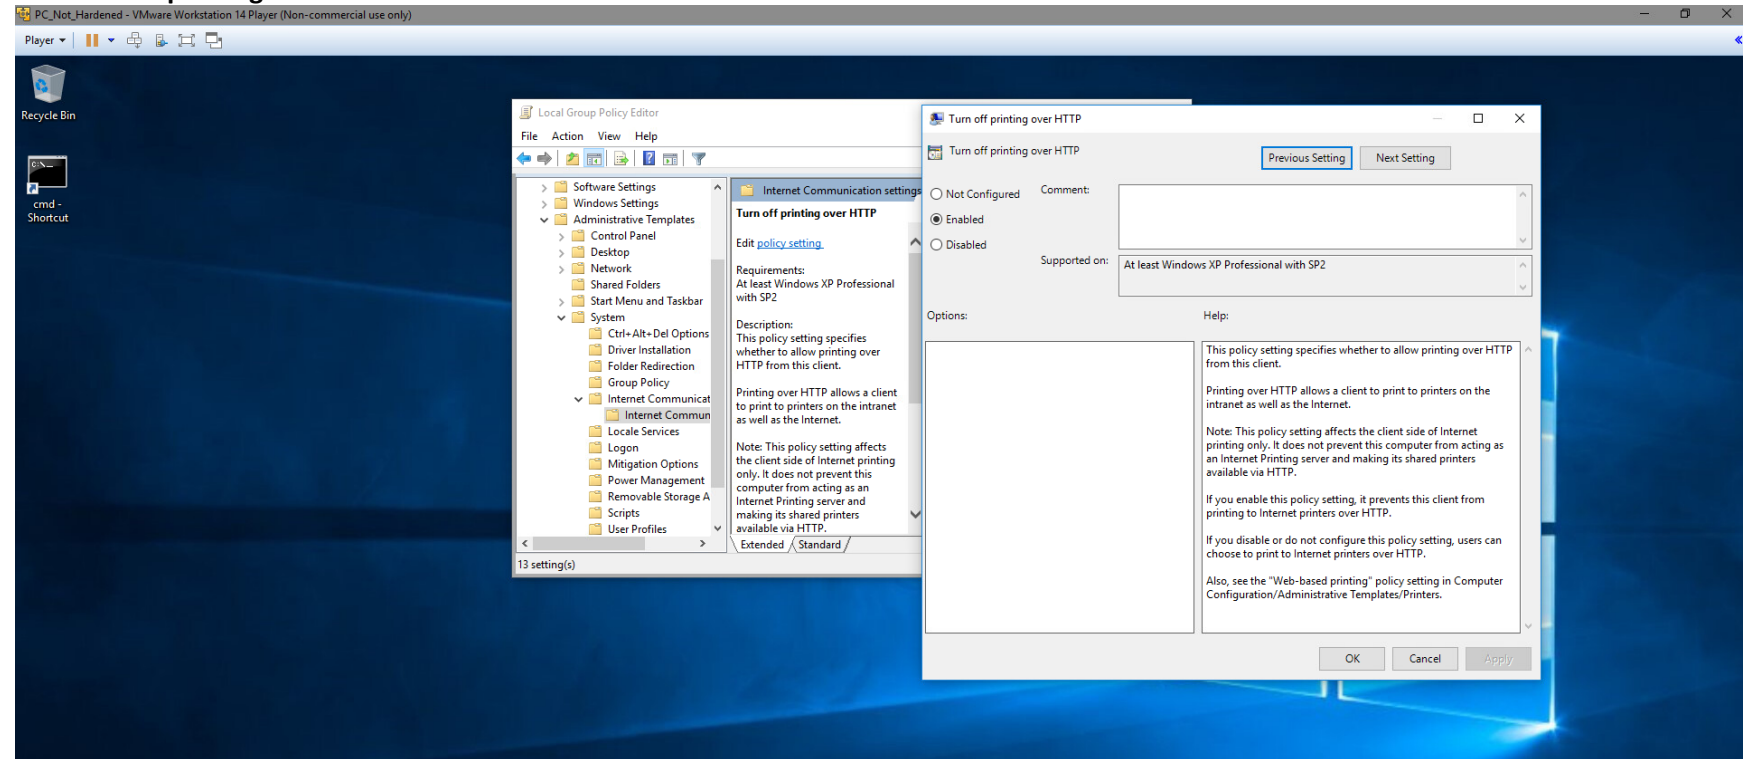 PC_Not_Hardened - VMware Workstation 14 Player (Non-commercial use only)
Player
Recycle Bin
cmd -
Shortcut
Local Group Policy Editor
File Action View Help
Software Settings
Windows Settings
Administrative Templates
Control Panel
Desktop
Network
Shared Folders
Start Menu and Taskbar
System
Ctrl+Alt+Del Options
Driver Installation
Folder Redirection
Group Policy
Internet Communicat
Internet Commun
Locale Services
Logon
Mitigation Options
Power Management
Removable Storage A
Scripts
User Profiles
13 setting(s)
Internet Communication settings
Turn off printing over HTTP
Edit policy setting
Requirements:
At least Windows XP Professional
with SP2
Description:
This policy setting specifies
whether to allow printing over
HTTP from this client.
Printing over HTTP allows a client
to print to printers on the intranet
as well as the Internet.
Note: This policy setting affects
the client side of Internet printing
only. It does not prevent this
computer from acting as an
Internet Printing server and
making its shared printers
available via HTTP.
Extended Standard
Turn off printing over HTTP
Turn off printing over HTTP
Previous Setting Next Setting
Not Configured
Enabled
Disabled
Comment:
Supported on:
At least Windows XP Professional with SP2
Options:
Help:
This policy setting specifies whether to allow printing over HTTP
from this client.
Printing over HTTP allows a client to print to printers on the
intranet as well as the Internet.
Note: This policy setting affects the client side of Internet
printing only. It does not prevent this computer from acting as
an Internet Printing server and making its shared printers
available via HTTP.
If you enable this policy setting, it prevents this client from
printing to Internet printers over HTTP.
If you disable or do not configure this policy setting, users can
choose to print to Internet printers over HTTP.
Also, see the "Web-based printing" policy setting in Computer
Configuration/Administrative Templates/Printers.
OK Cancel Apply